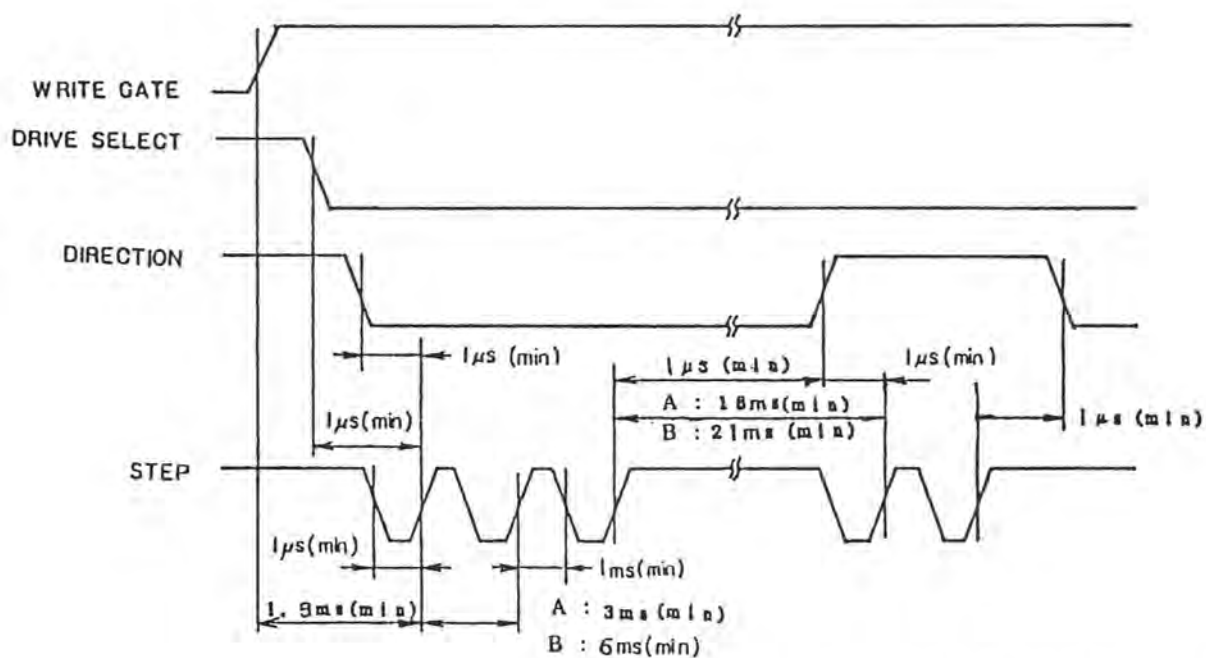 WRITE GATE
DRIVE SELECT
DIRECTION
1μs (min)
1μs (min)
1μs (min)
A : 18ms(min)
B : 21ms (min)
1μs (min)
1μs(min)
STEP
1μs(min)
1ms(min)
1.9ms(min)
A : 3ms(min)
B : 6ms(min)